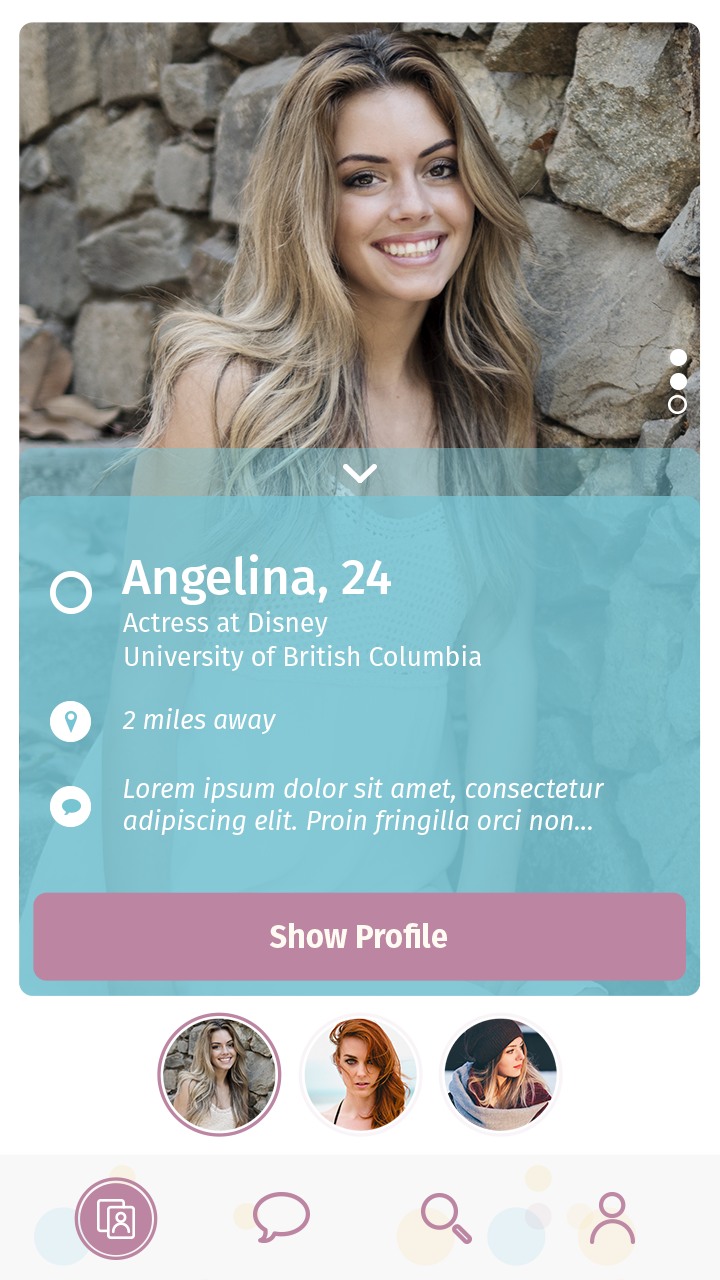 Angelina, 24
Actress at Disney
University of British Columbia
2 miles away
Lorem ipsum dolor sit amet, consectetur
adipiscing elit. Proin fringilla orci non...
Show Profile